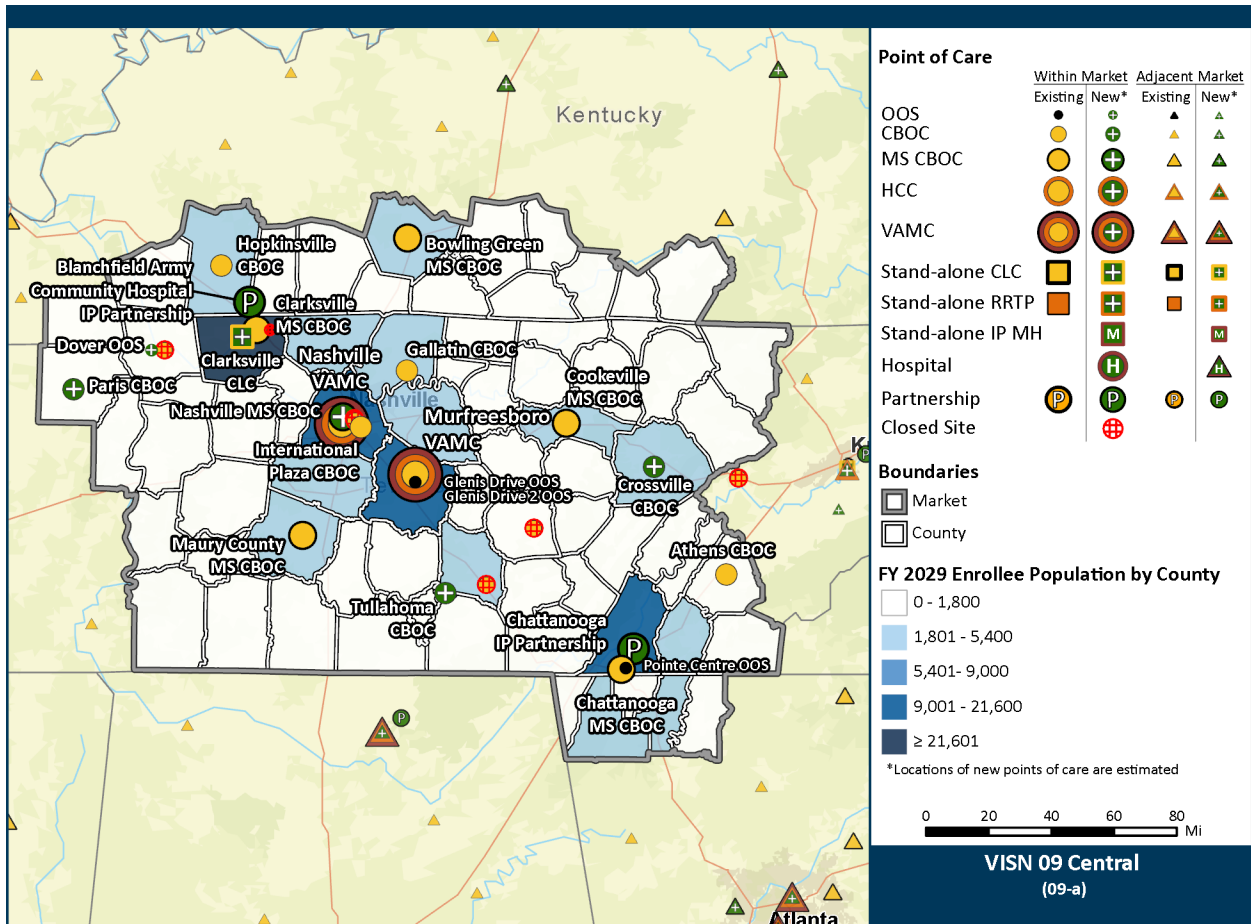 Kentucky
Hopkinsville
CBOC
Bowling Green
MS CBOC
Blanchfield Army
Community Hospital
IP Partnership
P
Clarksville
MS CBOC
Dover OOS
Clarksville
CLC
Nashville
VAMC
Gallatin CBOC
Paris CBOC
Cookeville
MS CBOC
Nashville
Nashville MS CBOC
Murfreesboro
VAMC
International
Plaza CBOC
Glenis Drive OOS
Glenis Drive 2 OOS
Crossville
CBOC
P
Maury County
MS CBOC
Athens CBOC
Tullahoma
CBOC
Chattanooga
IP Partnership
P
Pointe Centre OOS
Chattanooga
MS CBOC
P
Atlanta
Point of Care
Within Market Adjacent Market
Existing New* Existing New*
OOS
CBOC
MS CBOC
HCC
VAMC
Stand-alone CLC
Stand-alone RRTP
Stand-alone IP MH M M
Hospital H H
Partnership P P P P
Closed Site
Boundaries
Market
County
FY 2029 Enrollee Population by County
0 - 1,800
1,801 - 5,400
5,401- 9,000
9,001 - 21,600
≥ 21,601
*Locations of new points of care are estimated
0 20 40 60 80
Mi
VISN 09 Central
(09-a)